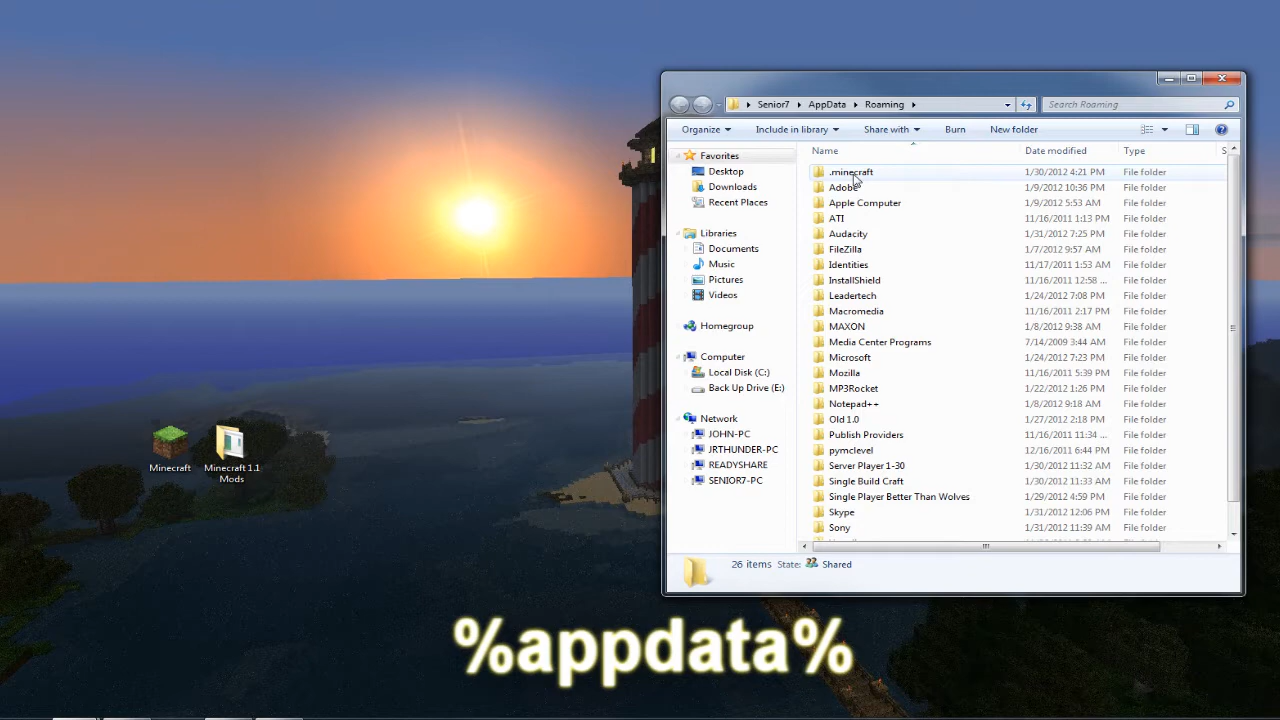 Senior7 AppData Roaming
Search Roaming
Organize Include in library Share with Burn New folder
Name Date modified Type S
Favorites
Desktop
Downloads
Recent Places
Libraries
Documents
Music
Pictures
Videos
Homegroup
Computer
Local Disk (C:)
Back Up Drive (E:)
Network
JOHN-PC
JRTHUNDER-PC
READYSHARE
SENIOR7-PC
.minecraft 1/30/2012 4:21 PM File folder
Adobe 1/9/2012 10:36 PM File folder
Apple Computer 1/9/2012 5:53 AM File folder
ATI 11/16/2011 1:13 PM File folder
Audacity 1/31/2012 7:25 PM File folder
FileZilla 1/7/2012 9:57 AM File folder
Identities 11/17/2011 1:53 AM File folder
InstallShield 11/16/2011 12:58 ... File folder
Leadertech 1/24/2012 7:08 PM File folder
Macromedia 11/16/2011 2:17 PM File folder
MAXON 1/8/2012 9:38 AM File folder
Media Center Programs 7/14/2009 3:44 AM File folder
Microsoft 1/24/2012 7:23 PM File folder
Mozilla 11/16/2011 5:39 PM File folder
MP3Rocket 1/22/2012 1:26 PM File folder
Notepad++ 1/8/2012 9:18 AM File folder
Old 1.0 1/27/2012 2:18 PM File folder
Publish Providers 11/16/2011 11:34 ... File folder
pymclevel 12/16/2011 6:44 PM File folder
Server Player 1-30 1/30/2012 11:32 AM File folder
Single Build Craft 1/30/2012 11:33 AM File folder
Single Player Better Than Wolves 1/29/2012 4:59 PM File folder
Skype 1/31/2012 12:06 PM File folder
Sony 1/31/2012 11:39 AM File folder
26 items State: Shared
Minecraft
Minecraft 1.1
Mods
%appdata%